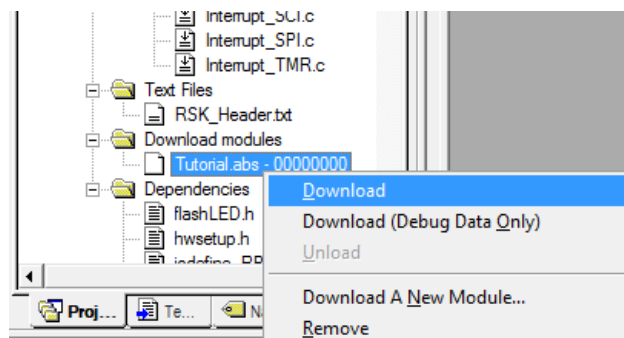 Interrupt_SCI.c
Interrupt_SPI.c
Interrupt_TMR.c
Text Files
RSK_Header.txt
Download modules
Tutorial.abs - 00000000
Dependencies
flashLED.h
hwsetup.h
Download
Download (Debug Data Only)
Unload
Download A New Module...
Remove
Proj...
Te...